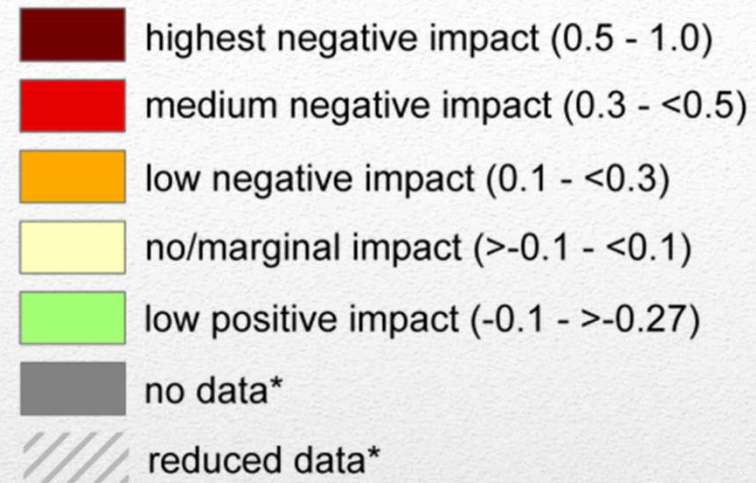 highest negative impact (0.5 - 1.0)
medium negative impact (0.3 - <0.5)
low negative impact (0.1 - <0.3)
no/marginal impact (>-0.1 - <0.1)
low positive impact (-0.1 - >-0.27)
no data*
reduced data*